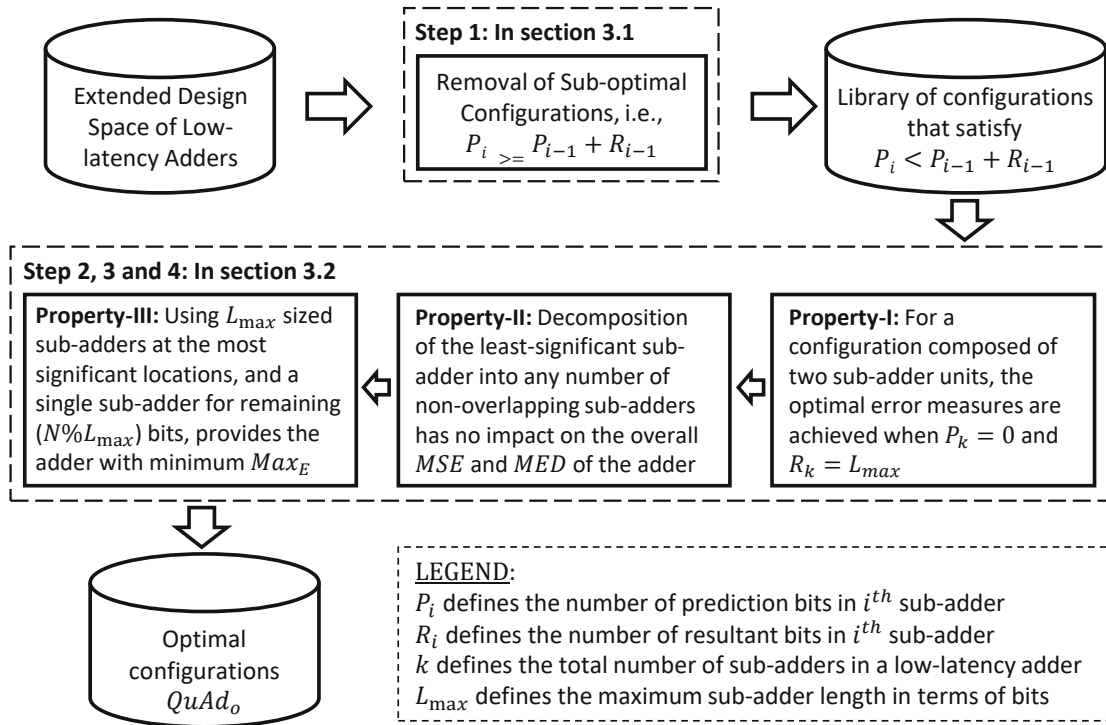 Extended Design
Space of Low-
latency Adders
Step 1: In section 3.1
Removal of Sub-optimal
Configurations, i.e.,
P_i >= P_{i-1} + R_{i-1}
Library of configurations
that satisfy
P_i < P_{i-1} + R_{i-1}
Step 2, 3 and 4: In section 3.2
Property-III: Using L_max sized
sub-adders at the most
significant locations, and a
single sub-adder for remaining
(N%L_max) bits, provides the
adder with minimum Max_E
Property-II: Decomposition
of the least-significant sub-
adder into any number of
non-overlapping sub-adders
has no impact on the overall
MSE and MED of the adder
Property-I: For a
configuration composed of
two sub-adder units, the
optimal error measures are
achieved when P_k = 0 and
R_k = L_max
Optimal
configurations
QuAd_o
LEGEND:
P_i defines the number of prediction bits in i^th sub-adder
R_i defines the number of resultant bits in i^th sub-adder
k defines the total number of sub-adders in a low-latency adder
L_max defines the maximum sub-adder length in terms of bits